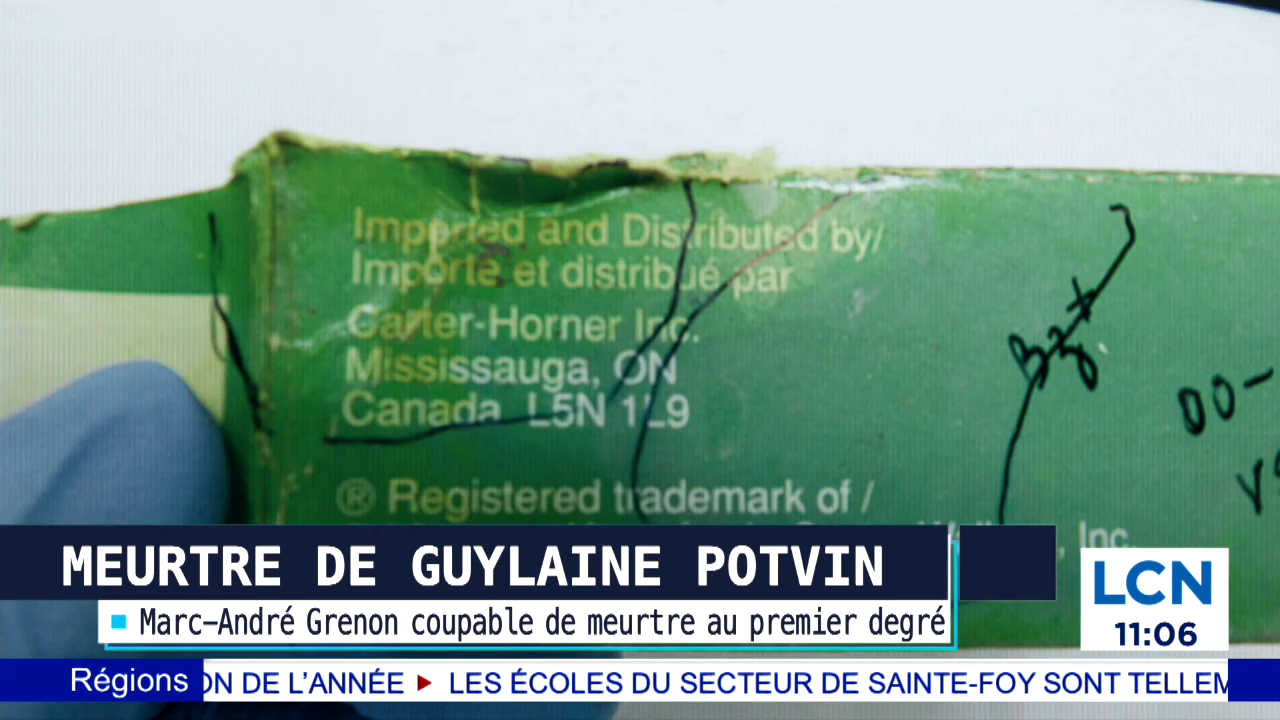 Imported and Distributed by/
Importé et distribué par
Carter-Horner Inc.
Mississauga, ON
Canada L5N 1L9
® Registered trademark of /
, Inc.
00-
MEURTRE DE GUYLAINE POTVIN
Marc-André Grenon coupable de meurtre au premier degré
LCN
11:06
Régions
ON DE L'ANNÉE ▶ LES ÉCOLES DU SECTEUR DE SAINTE-FOY SONT TELLEM